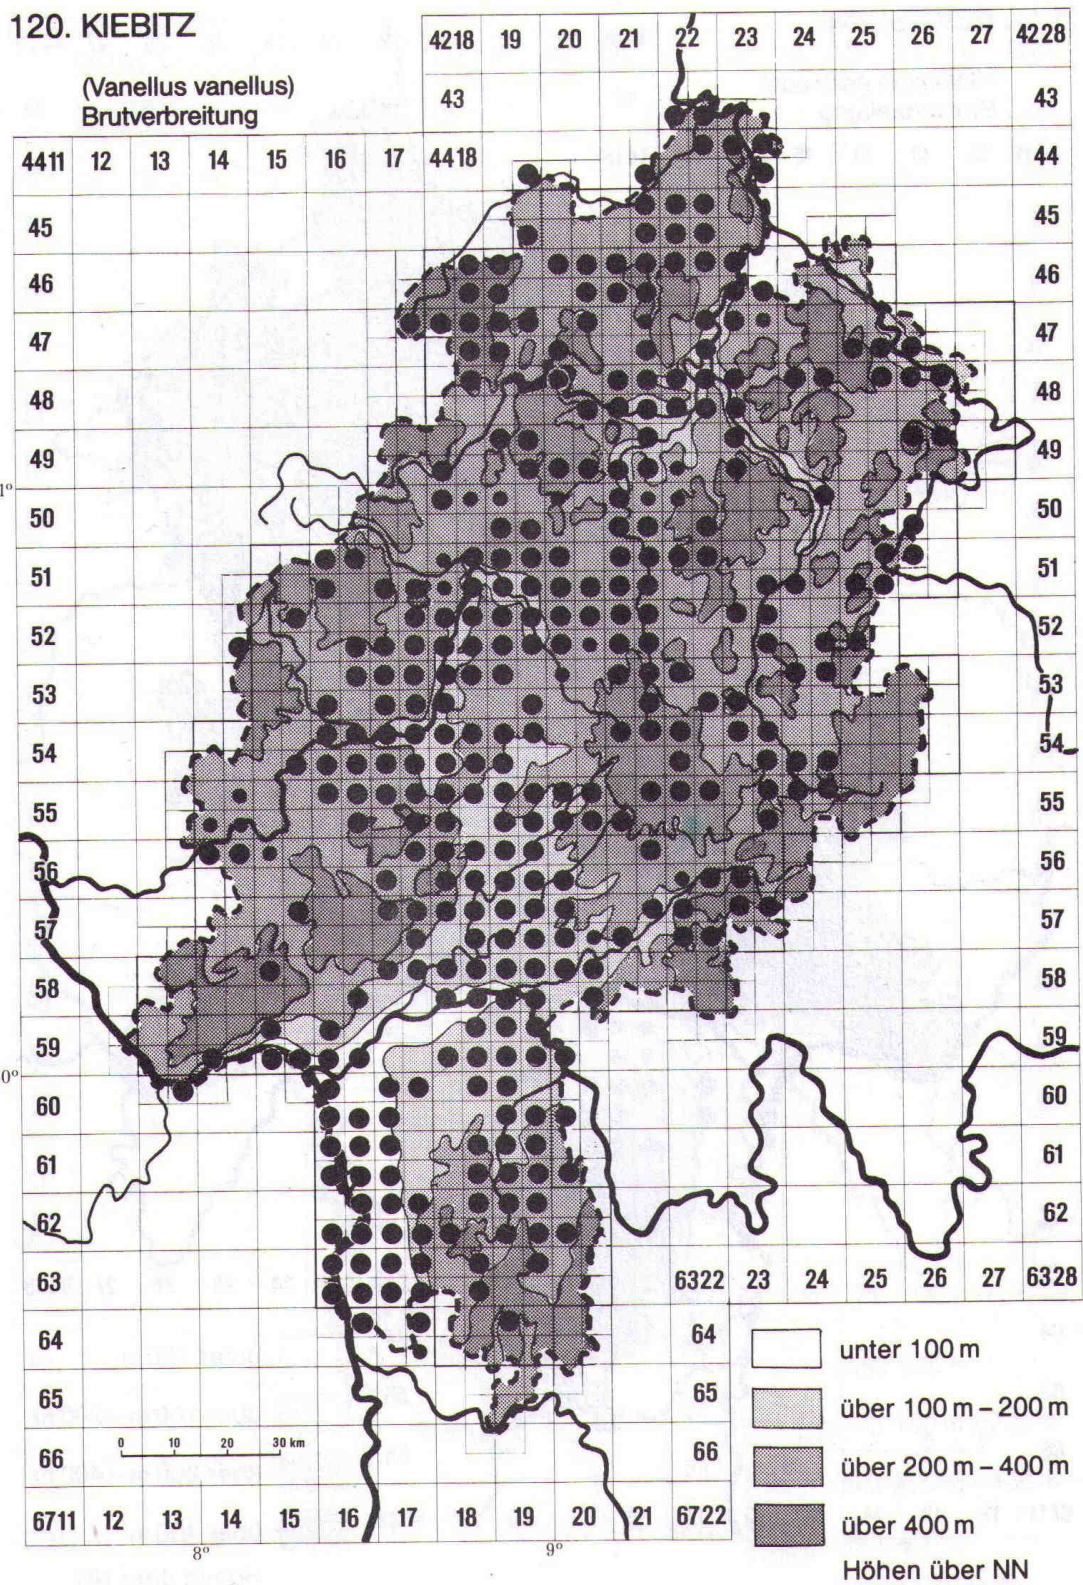 120. KIEBITZ
(Vanellus vanellus)
Brutverbreitung
4218 19 20 21 22 23 24 25 26 27 4228
43 43
4411 12 13 14 15 16 17 4418 44
45 45
46 46
47 47
48 48
49 49
1°
50 50
51 51
52 52
53 53
54 54
55 55
56 56
57 57
58 58
59 59
0°
60 60
61 61
62 62
63 6322 23 24 25 26 27 6328
64 64
65 65
66 66
0 10 20 30 km
6711 12 13 14 15 16 17 18 19 20 21 6722
8° 9°
unter 100 m
über 100 m – 200 m
über 200 m – 400 m
über 400 m
Höhen über NN